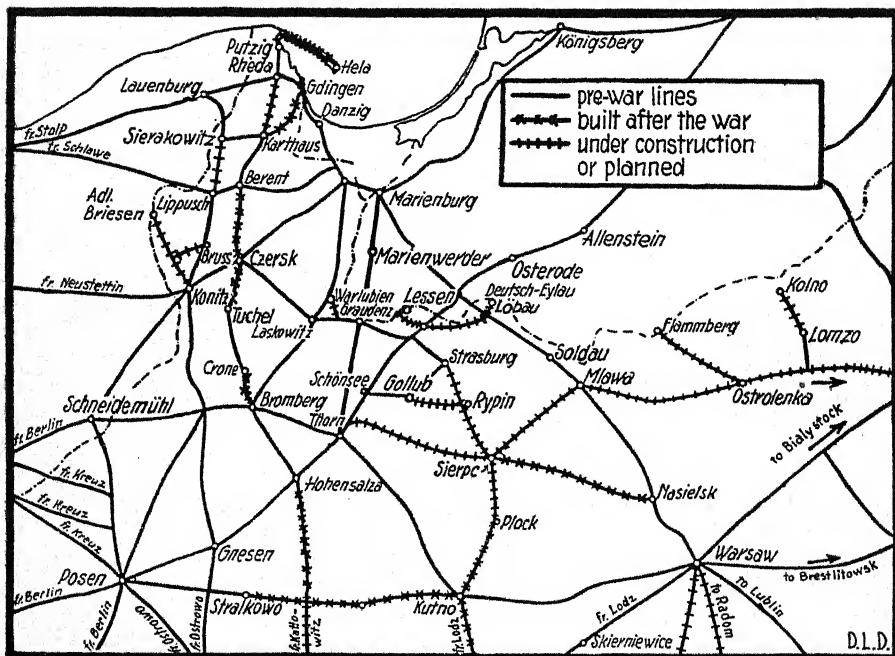 Putzig
Rheda
Hela
Königsberg
Lauenburg
Gdingen
Danzig
pre-war lines
built after the war
under construction
or planned
fr. Stolp
Sierakowitz
Karthaus
fr. Schlawe
Berent
Adl.
Briesen
Lippusch
Marienburg
Allenstein
Bruss
Czersk
Marienwerder
Osterode
fr. Neustettin
Konitz
Warlubien
Graudenz
Lessen
Deutsch-Eylau
Löbau
Kolno
Tuchel
Laskowitz
Flammberg
Lomzo
Strasburg
Soldau
Crone
Schönsee
Gollub
Mlawa
Schneidemühl
Bromberg
Rypin
Ostrolenka
fr. Berlin
Thorn
to Bialystock
Sierpc
fr. Kreuz
Hohensalza
Nasielsk
fr. Kreuz
Plock
fr. Kreuz
Gnesen
Warsaw
Posen
to Brestlitowsk
fr. Berlin
Stralkowo
Kutno
fr. Lodz
to Radom
to Lublin
fr. Berlin
fr. Ostrowo
fr. Katto-
witz
fr. Lodz
Skierniewice
D.L.D.